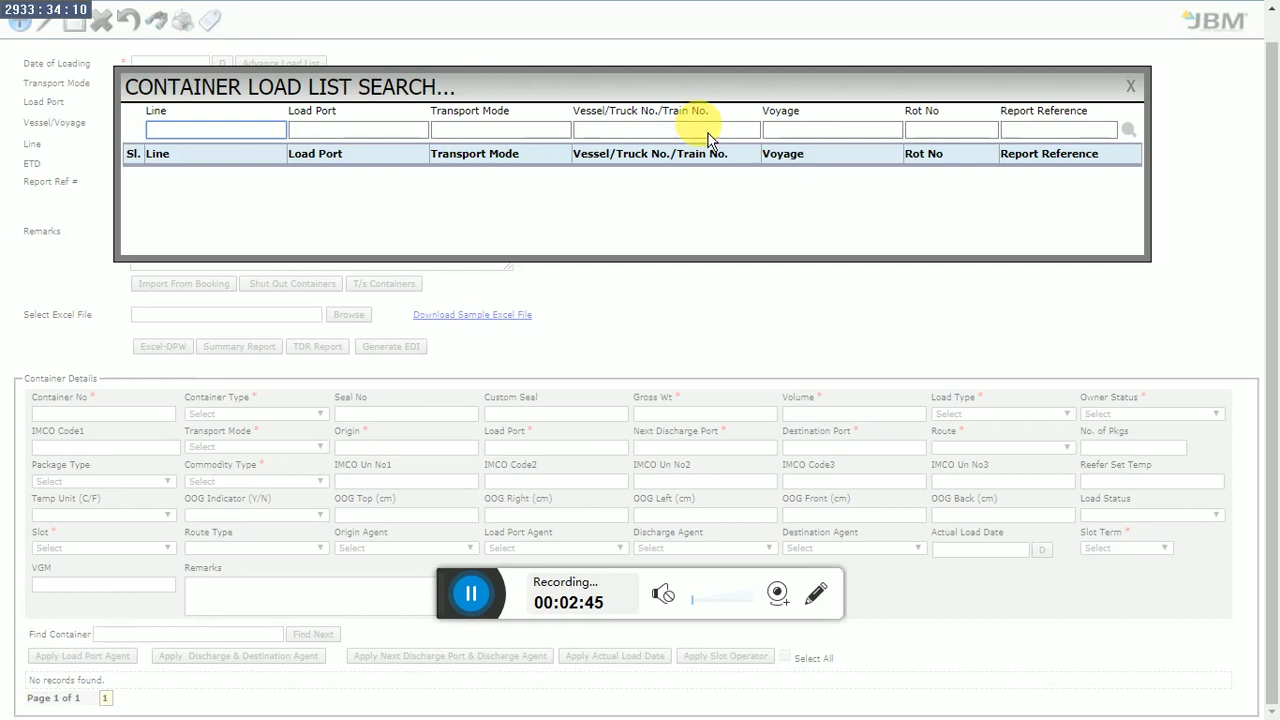 2933:34:10
JBM
Date of Loading * D Advance Load List
Transport Mode
Load Port
Vessel/Voyage
Line
ETD
Report Ref #
Remarks
CONTAINER LOAD LIST SEARCH... X
Line Load Port Transport Mode Vessel/Truck No./Train No. Voyage Rot No Report Reference
Sl. Line Load Port Transport Mode Vessel/Truck No./Train No. Voyage Rot No Report Reference
Import From Booking Shut Out Containers T/s Containers
Select Excel File Browse Download Sample Excel File
Excel-DPW Summary Report TDR Report Generate EDI
Container Details
Container No * Container Type * Seal No Custom Seal Gross Wt * Volume * Load Type * Owner Status *
Select Select Select
IMCO Code1 Transport Mode * Origin * Load Port * Next Discharge Port * Destination Port * Route * No. of Pkgs
Select
Package Type Commodity Type * IMCO Un No1 IMCO Code2 IMCO Un No2 IMCO Code3 IMCO Un No3 Reefer Set Temp
Select Select
Temp Unit (C/F) OOG Indicator (Y/N) OOG Top (cm) OOG Right (cm) OOG Left (cm) OOG Front (cm) OOG Back (cm) Load Status
Slot * Route Type Origin Agent Load Port Agent Discharge Agent Destination Agent Actual Load Date Slot Term *
Select Select Select Select Select D Select
VGM Remarks
Recording...
00:02:45
Find Container Find Next
Apply Load Port Agent Apply Discharge & Destination Agent Apply Next Discharge Port & Discharge Agent Apply Actual Load Date Apply Slot Operator Select All
No records found.
Page 1 of 1 1